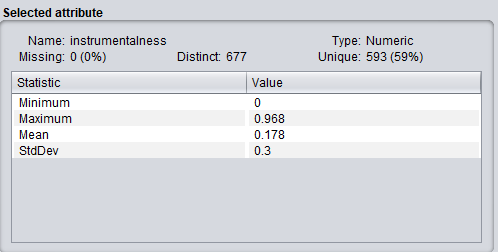 Selected attribute
Name: instrumentalness Type: Numeric
Missing: 0 (0%) Distinct: 677 Unique: 593 (59%)
Statistic Value
Minimum 0
Maximum 0.968
Mean 0.178
StdDev 0.3